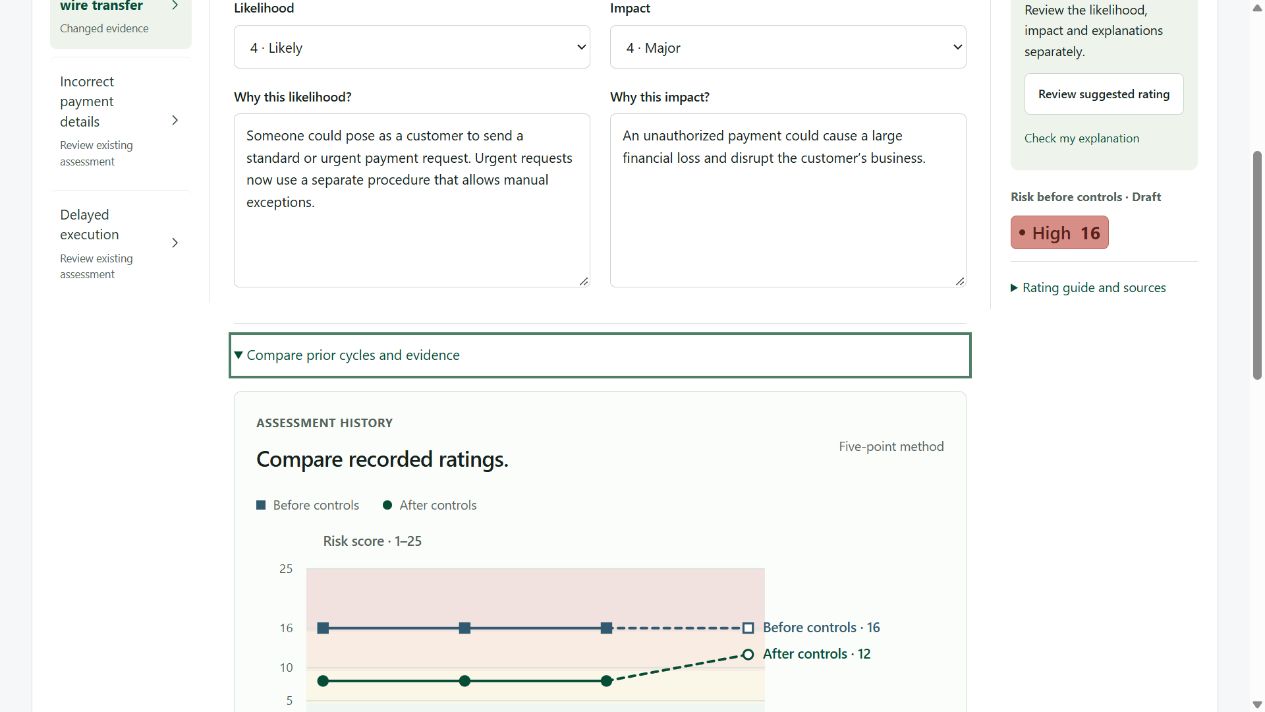 wire transfer
Changed evidence
Incorrect
payment
details
Review existing
assessment
Delayed
execution
Review existing
assessment
Likelihood
4 · Likely
Impact
4 · Major
Why this likelihood?
Someone could pose as a customer to send a
standard or urgent payment request. Urgent requests
now use a separate procedure that allows manual
exceptions.
Why this impact?
An unauthorized payment could cause a large
financial loss and disrupt the customer's business.
Compare prior cycles and evidence
ASSESSMENT HISTORY
Compare recorded ratings.
Five-point method
Before controls
After controls
Risk score · 1–25
25
16
10
5
Before controls · 16
After controls · 12
Review the likelihood,
impact and explanations
separately.
Review suggested rating
Check my explanation
Risk before controls · Draft
• High 16
Rating guide and sources